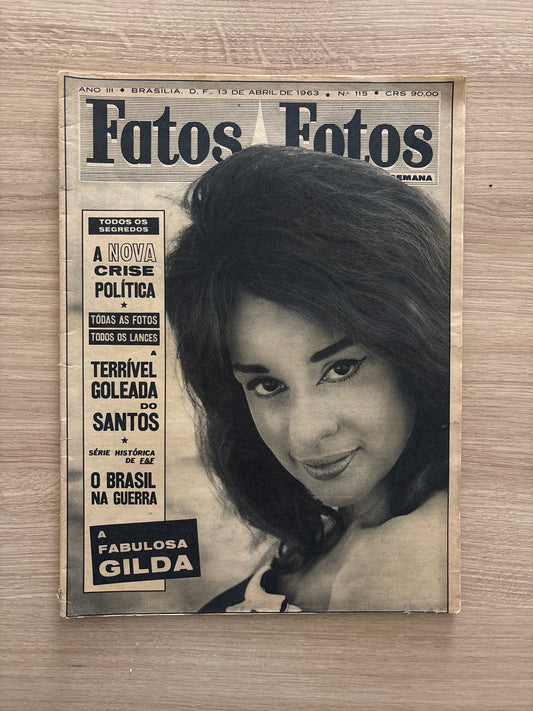 ANO III • BRASÍLIA, D. F., 13 DE ABRIL DE 1963 • N.º 115 • CR$ 90,00
Fatos Fotos
SEMANA
TODOS OS
SEGREDOS
A NOVA
CRISE
POLÍTICA
TÔDAS AS FOTOS
TODOS OS LANCES
A
TERRÍVEL
GOLEADA
DO
SANTOS
SÉRIE HISTÓRICA
DE F&F
O BRASIL
NA GUERRA
A
FABULOSA
GILDA